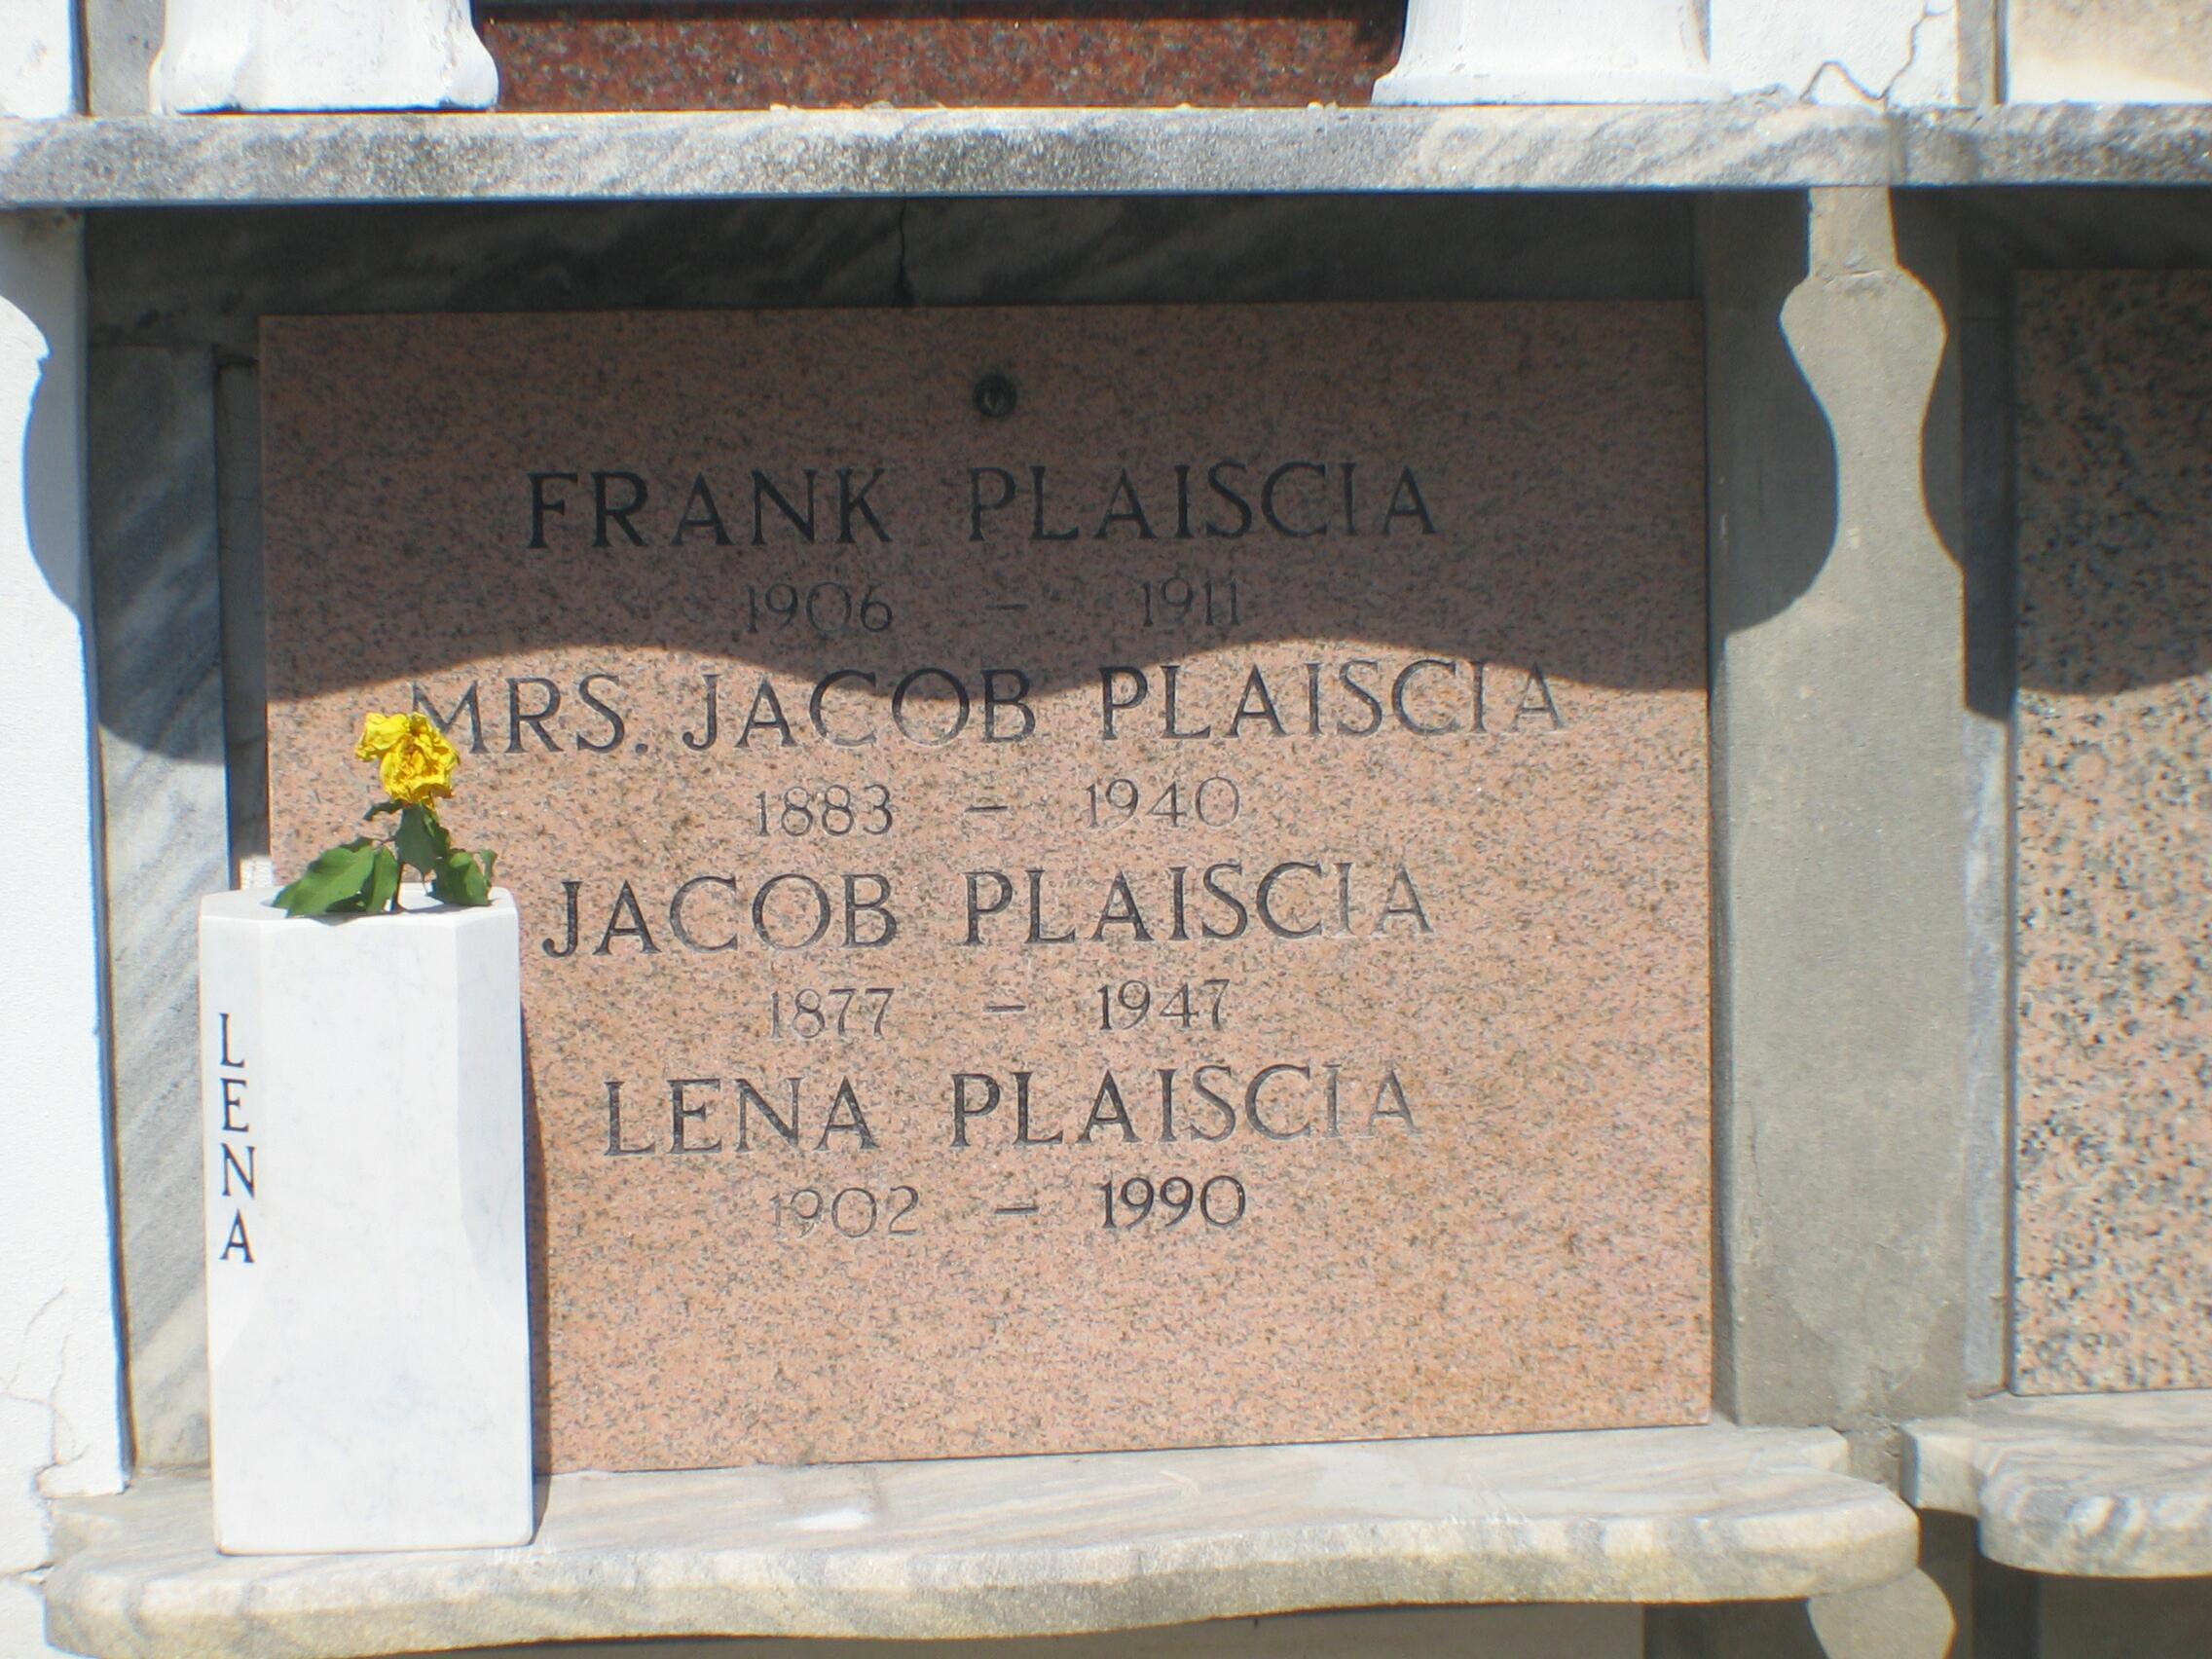 FRANK PLAISCIA
1906 – 1911
MRS. JACOB PLAISCIA
1883 – 1940
JACOB PLAISCIA
1877 – 1947
LENA PLAISCIA
1902 – 1990
LENA